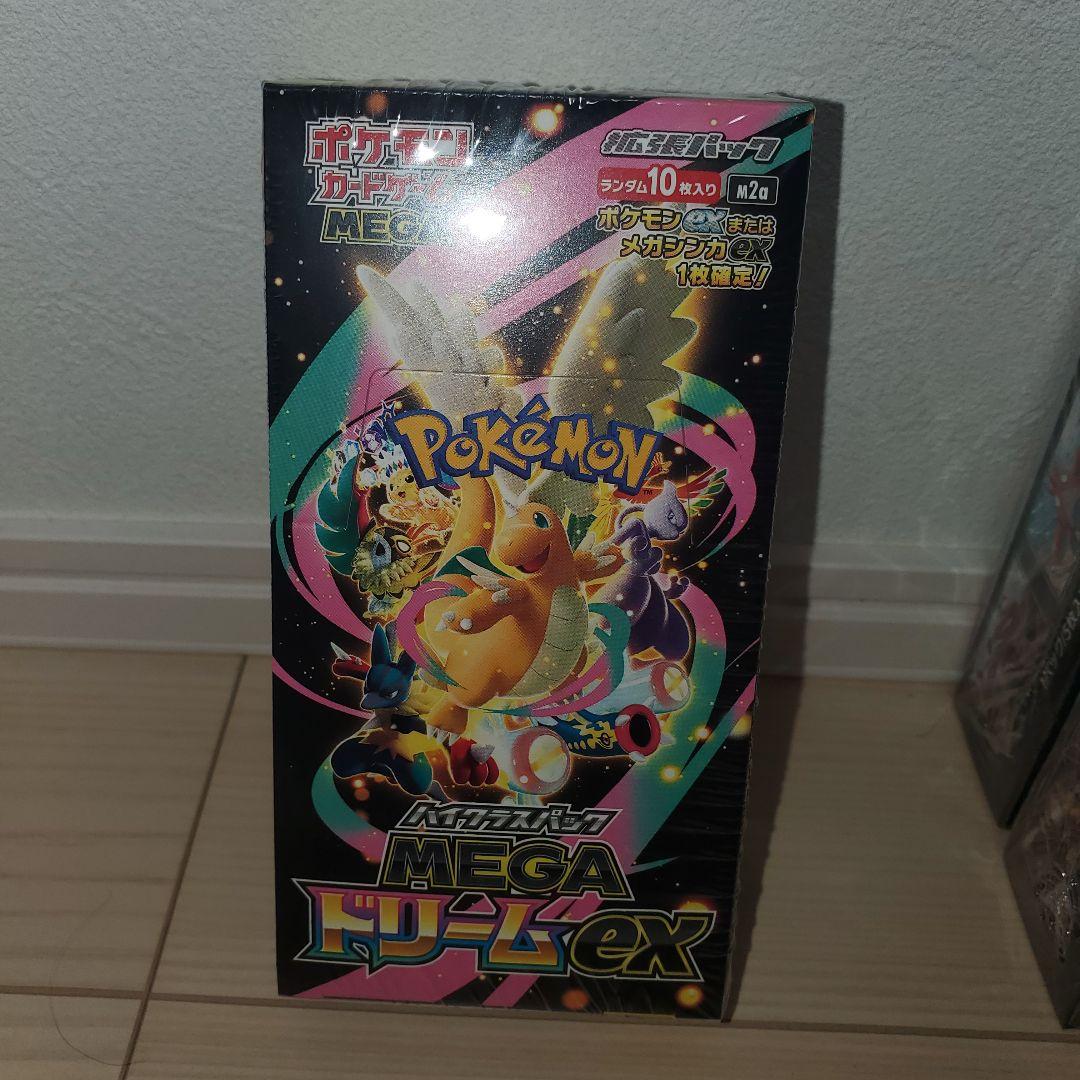 ポケモン
カードゲーム
MEGA
拡張パック
ランダム10枚入り
M2a
ポケモンexまたは
メガシンカex
1枚確定!
POKéMON
TM
ハイクラスパック
MEGA
ドリームex